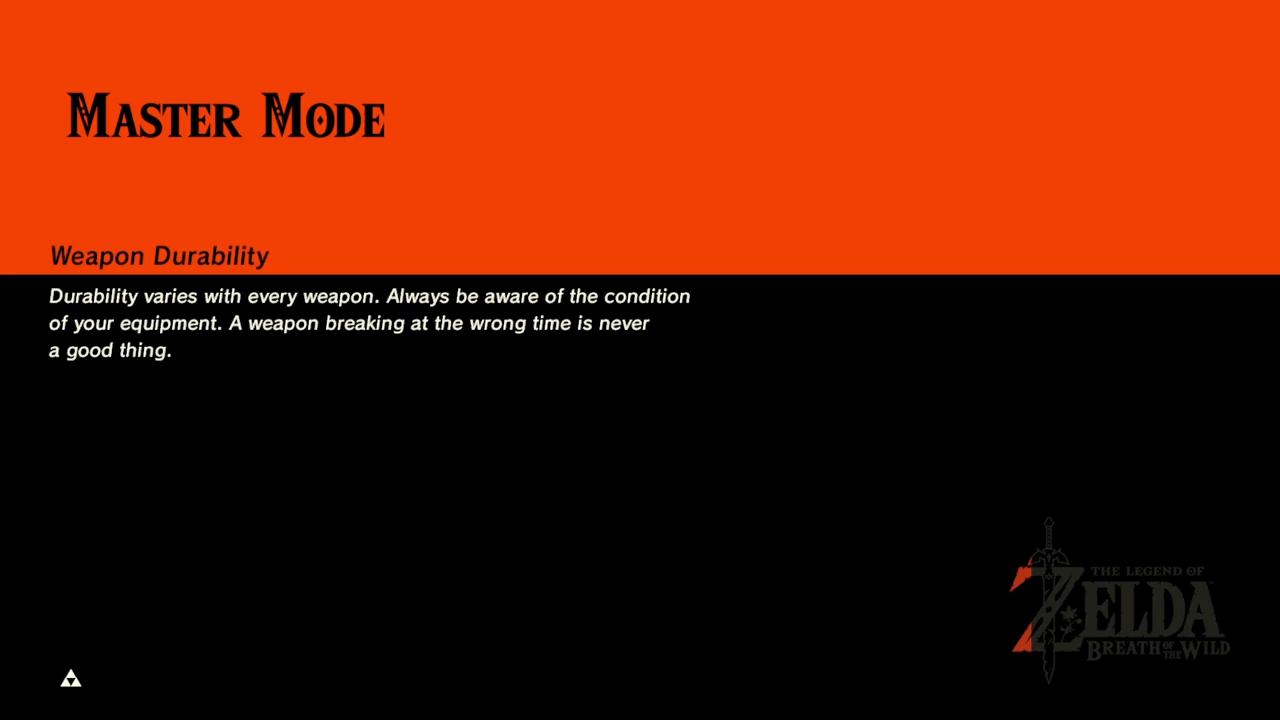 Master Mode
Weapon Durability
Durability varies with every weapon. Always be aware of the condition
of your equipment. A weapon breaking at the wrong time is never
a good thing.
THE LEGEND OF
ZELDA
BREATH OF THE WILD